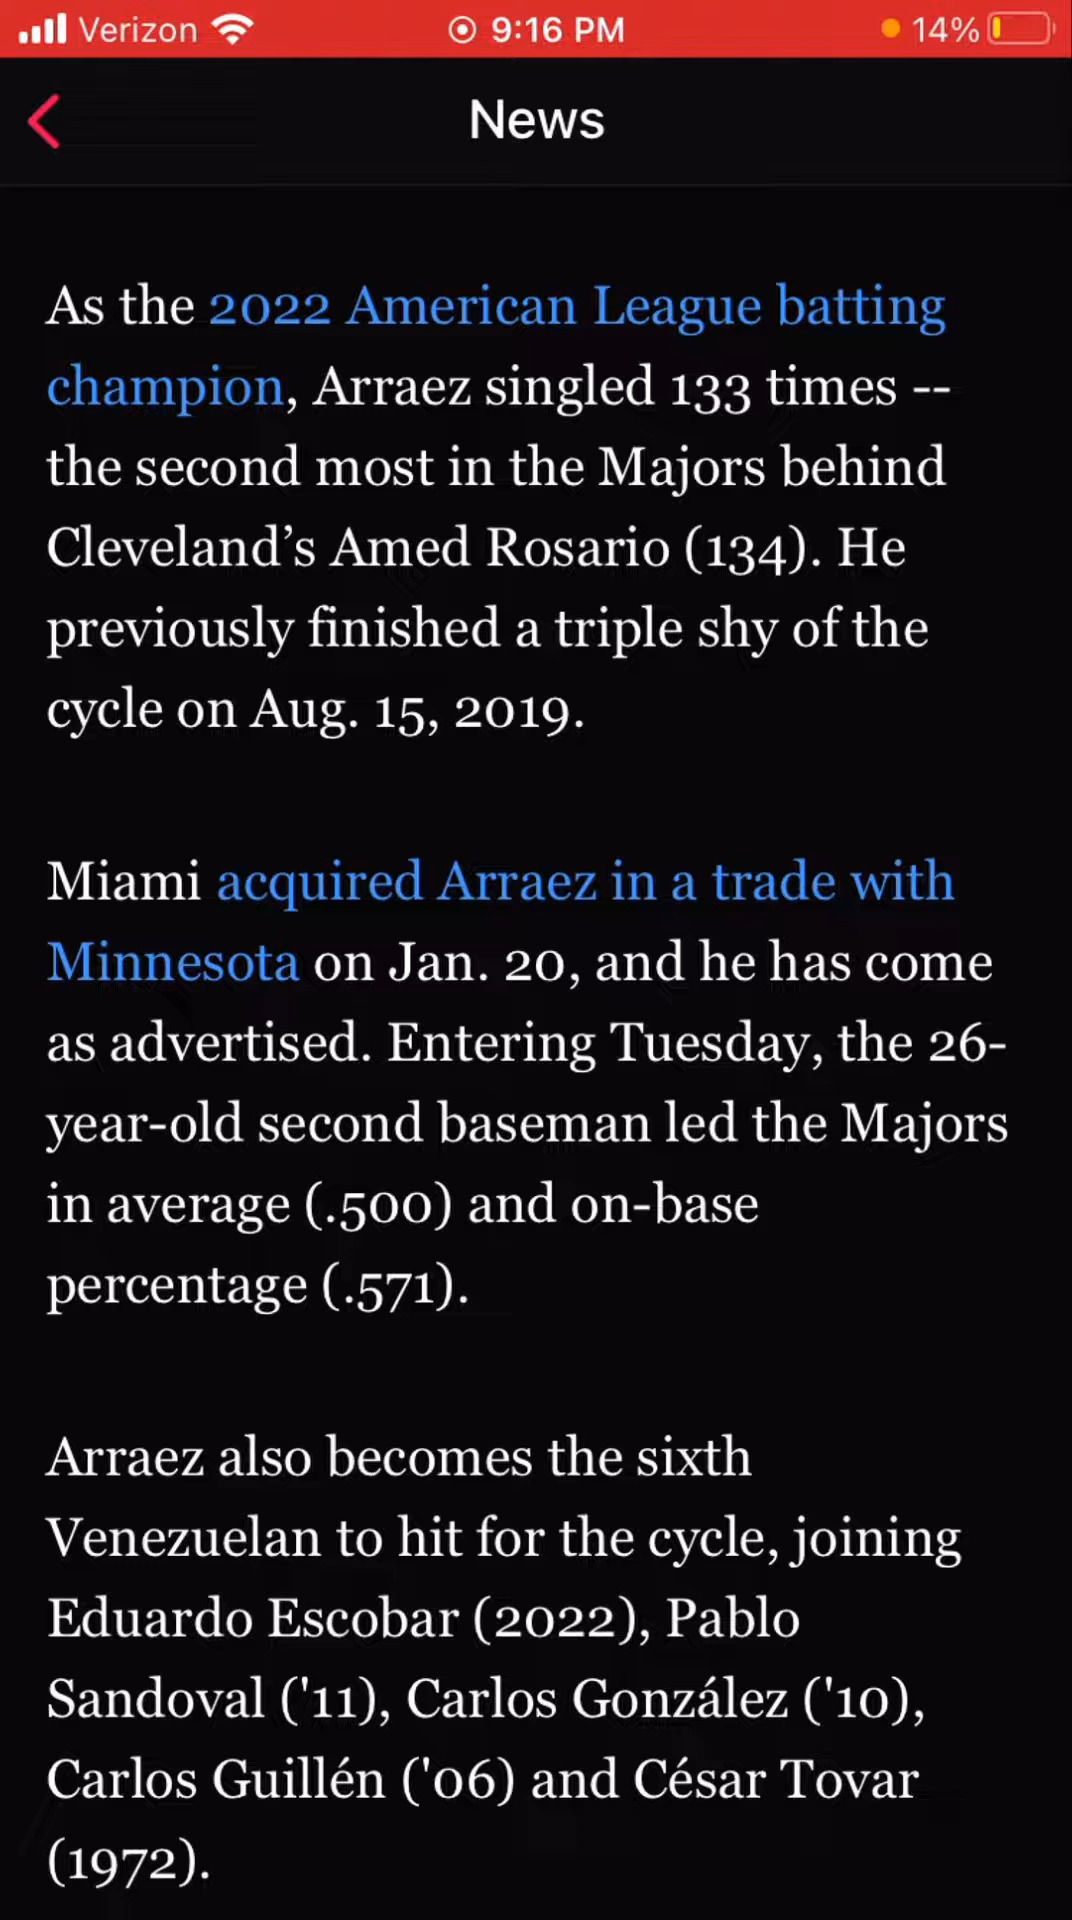 Verizon 9:16 PM 14%
News
As the 2022 American League batting
champion, Arraez singled 133 times --
the second most in the Majors behind
Cleveland’s Amed Rosario (134). He
previously finished a triple shy of the
cycle on Aug. 15, 2019.
Miami acquired Arraez in a trade with
Minnesota on Jan. 20, and he has come
as advertised. Entering Tuesday, the 26-
year-old second baseman led the Majors
in average (.500) and on-base
percentage (.571).
Arraez also becomes the sixth
Venezuelan to hit for the cycle, joining
Eduardo Escobar (2022), Pablo
Sandoval ('11), Carlos González ('10),
Carlos Guillén ('06) and César Tovar
(1972).